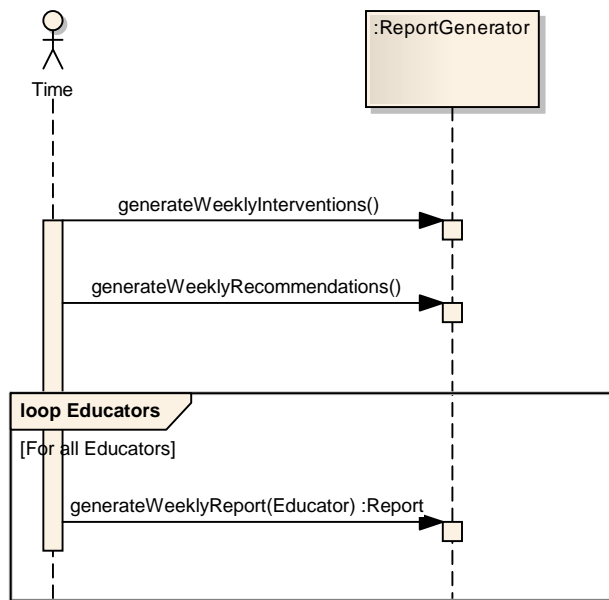 :ReportGenerator
Time
generateWeeklyInterventions()
generateWeeklyRecommendations()
loop Educators
[For all Educators]
generateWeeklyReport(Educator) :Report